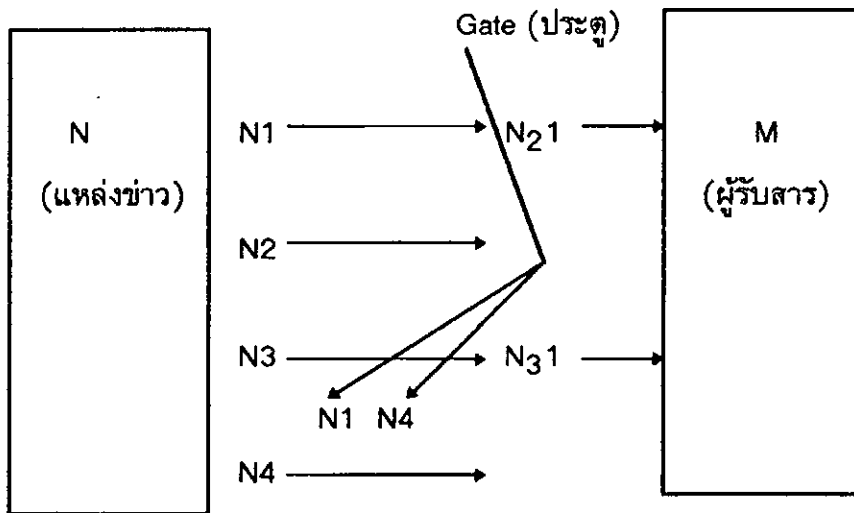 Gate (ประตู)
N
(แหล่งข่าว)
N1
N₂1
M
(ผู้รับสาร)
N2
N3
N₃1
N1 N4
N4